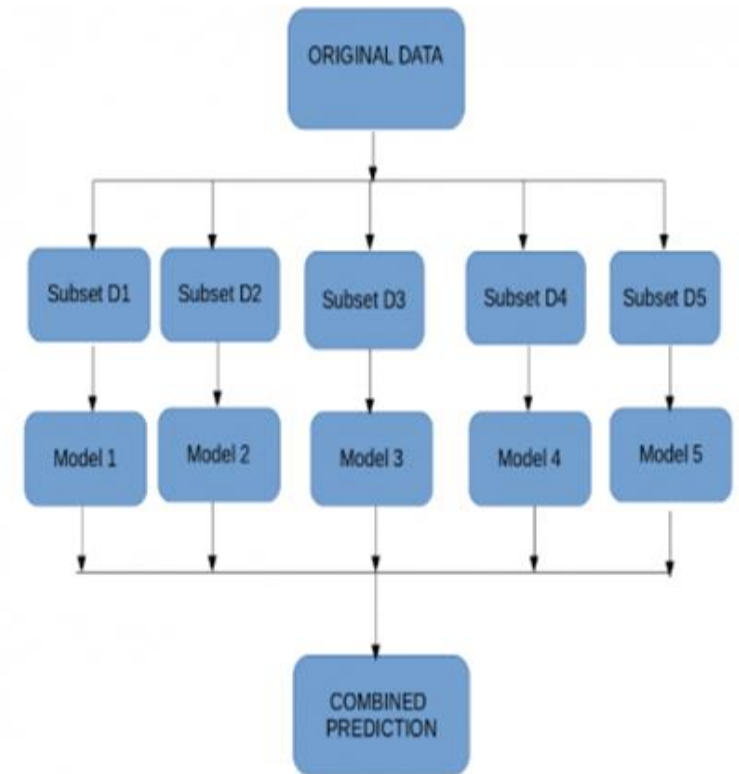 ORIGINAL DATA
Subset D1
Subset D2
Subset D3
Subset D4
Subset D5
Model 1
Model 2
Model 3
Model 4
Model 5
COMBINED
PREDICTION